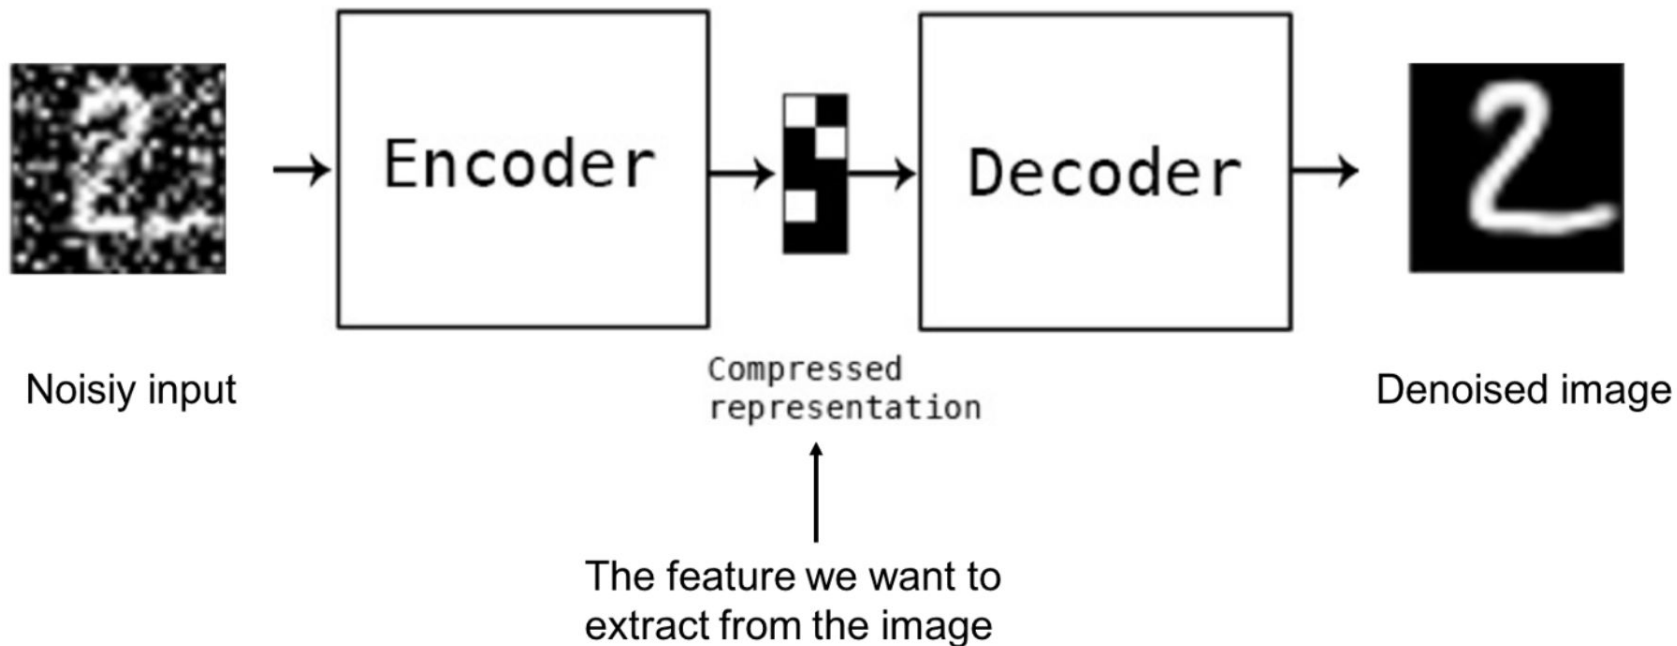 Encoder
Decoder
Noisiy input
Compressed
representation
Denoised image
The feature we want to
extract from the image